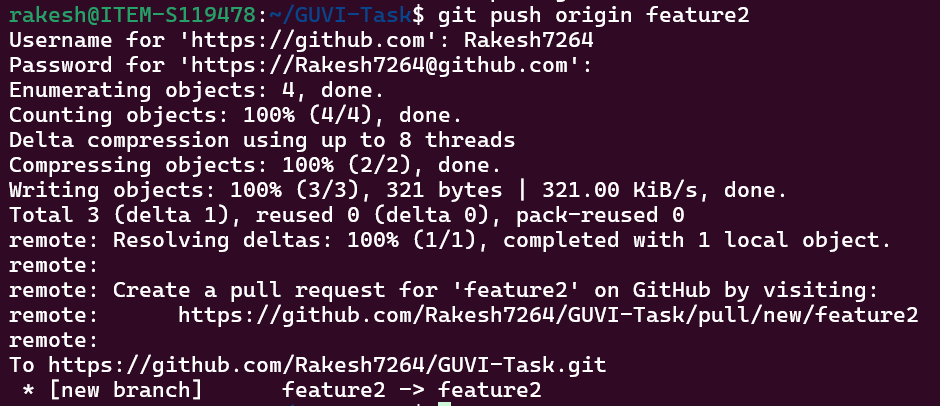 rakesh@ITEM-S119478:~/GUVI-Task$ git push origin feature2
Username for 'https://github.com': Rakesh7264
Password for 'https://Rakesh7264@github.com':
Enumerating objects: 4, done.
Counting objects: 100% (4/4), done.
Delta compression using up to 8 threads
Compressing objects: 100% (2/2), done.
Writing objects: 100% (3/3), 321 bytes | 321.00 KiB/s, done.
Total 3 (delta 1), reused 0 (delta 0), pack-reused 0
remote: Resolving deltas: 100% (1/1), completed with 1 local object.
remote:
remote: Create a pull request for 'feature2' on GitHub by visiting:
remote:      https://github.com/Rakesh7264/GUVI-Task/pull/new/feature2
remote:
To https://github.com/Rakesh7264/GUVI-Task.git
 * [new branch]      feature2 -> feature2